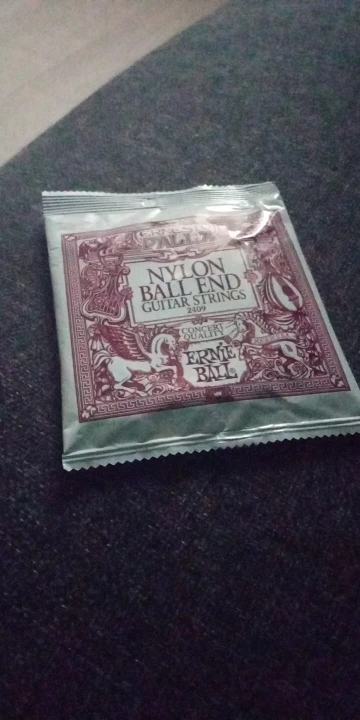 NYLON
BALL END
GUITAR STRINGS
2409
CONCERT
QUALITY
ERNIE
BALL®